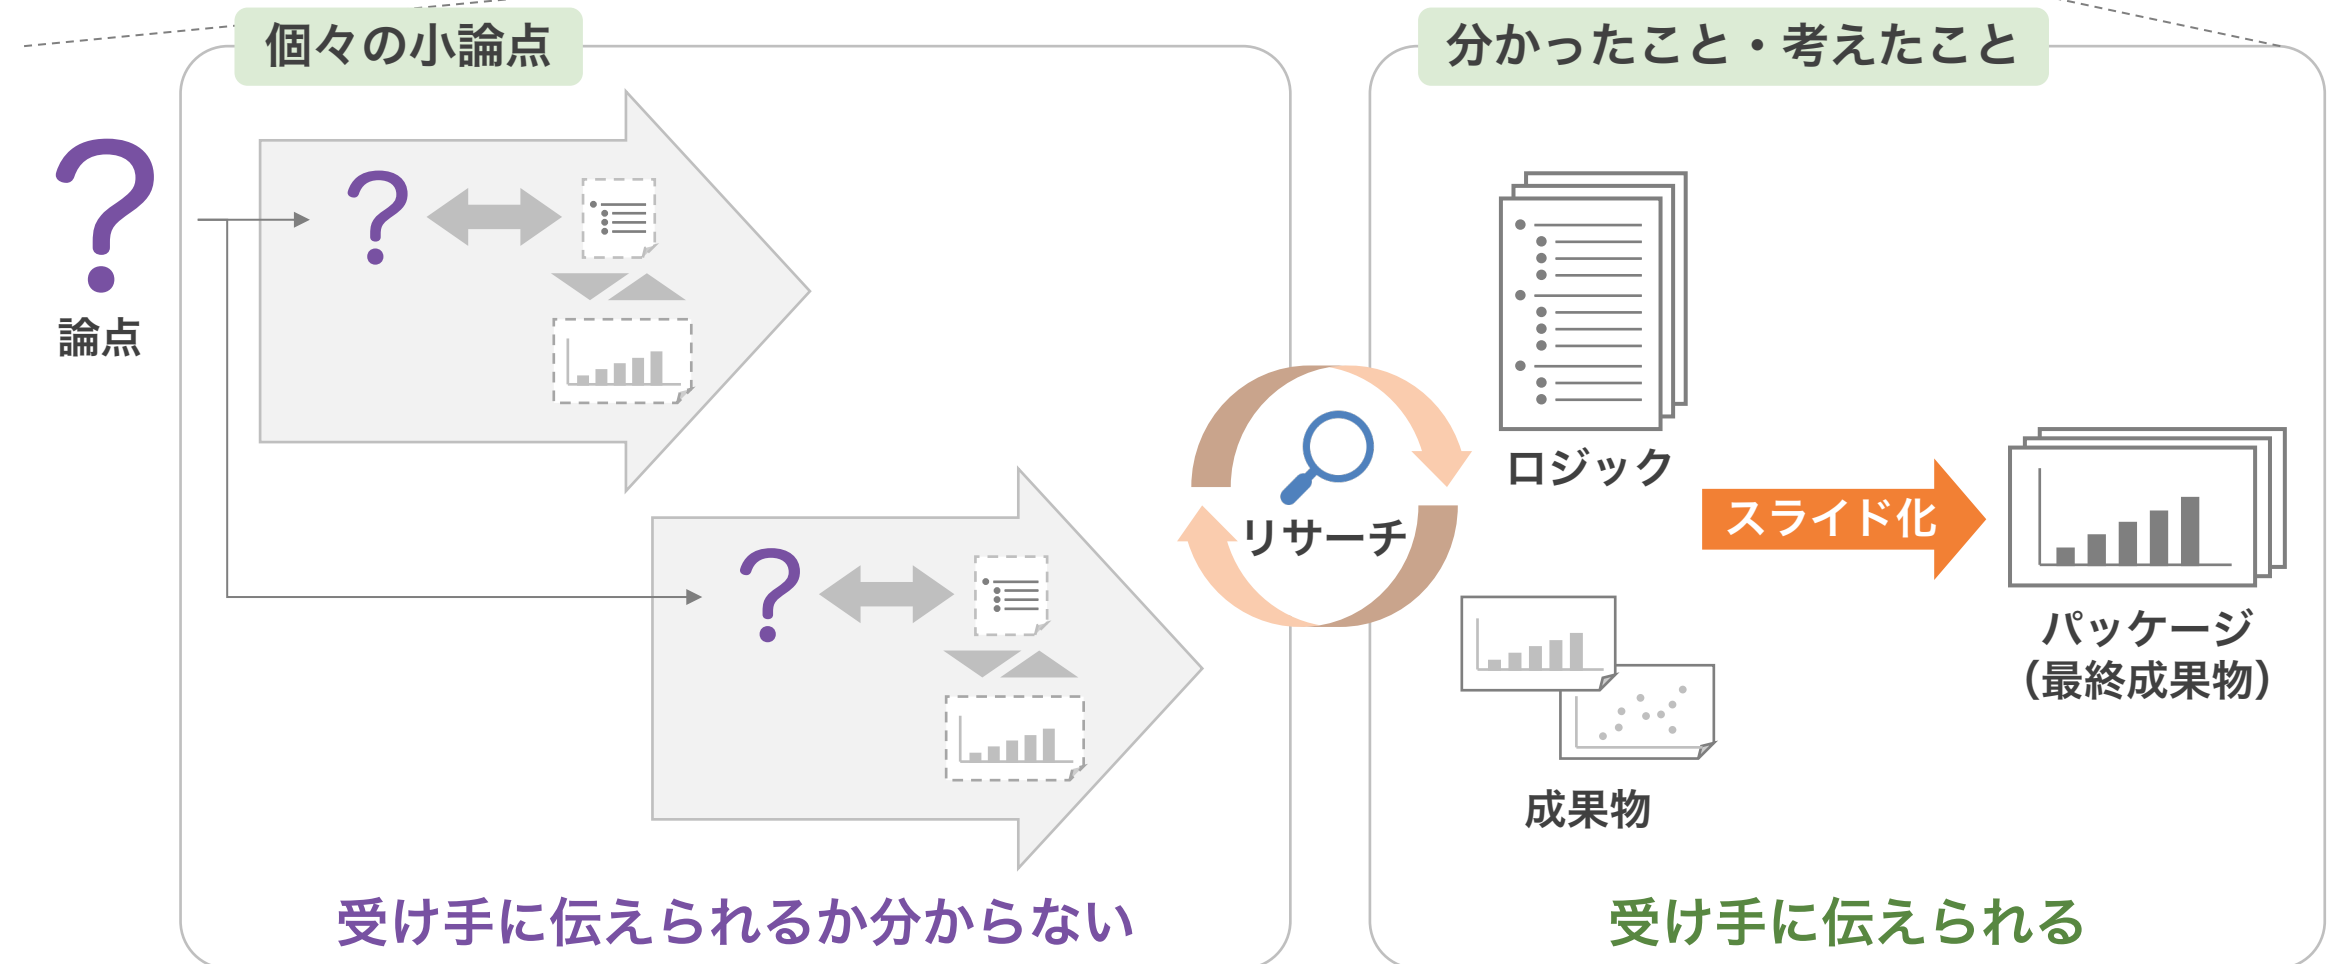 個々の小論点
分かったこと・考えたこと
論点
ロジック
リサーチ
スライド化
パッケージ
（最終成果物）
成果物
受け手に伝えられるか分からない
受け手に伝えられる